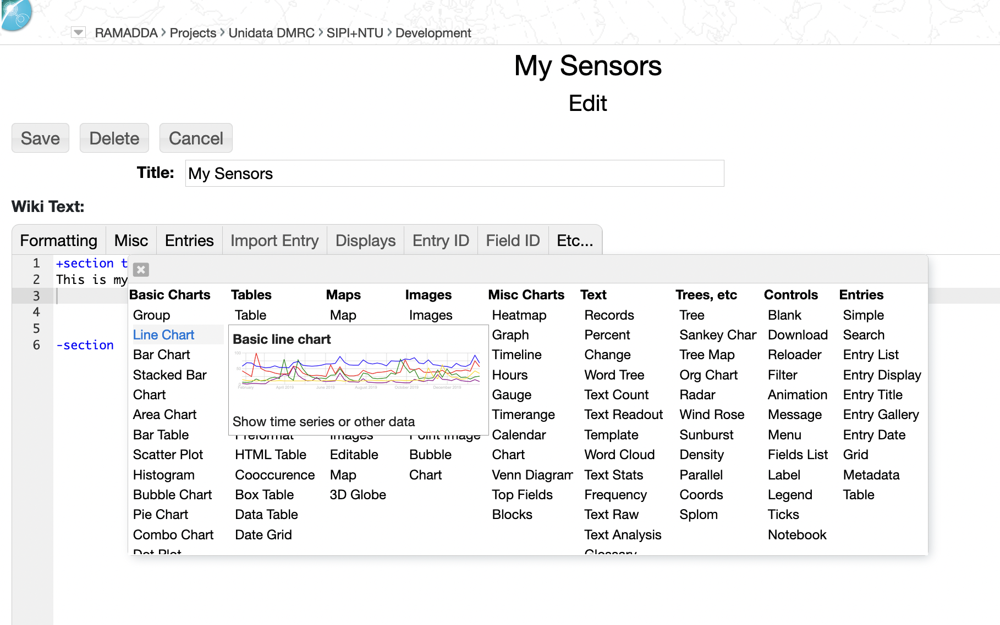 RAMADDA > Projects > Unidata DMRC > SIPI+NTU > Development
My Sensors
Edit
Save Delete Cancel
Title: My Sensors
Wiki Text:
Formatting Misc Entries Import Entry Displays Entry ID Field ID Etc...
1 +section t
2 This is my
3
4
5
6 -section
Basic Charts
Group
Line Chart
Bar Chart
Stacked Bar
Chart
Area Chart
Bar Table
Scatter Plot
Histogram
Bubble Chart
Pie Chart
Combo Chart
Dot Plot
Tables
Table
Basic line chart
100
50
0
February April 2019 June 2019 August 2019 October 2019 December 2019
Show time series or other data
Preformat
HTML Table
Cooccurence
Box Table
Data Table
Date Grid
Maps
Map
Images
Editable
Map
3D Globe
Images
Images
Point Image
Bubble
Chart
Misc Charts
Heatmap
Graph
Timeline
Hours
Gauge
Timerange
Calendar
Chart
Venn Diagram
Top Fields
Blocks
Text
Records
Percent
Change
Word Tree
Text Count
Text Readout
Template
Word Cloud
Text Stats
Frequency
Text Raw
Text Analysis
Glossary
Trees, etc
Tree
Sankey Char
Tree Map
Org Chart
Radar
Wind Rose
Sunburst
Density
Parallel
Coords
Splom
Controls
Blank
Download
Reloader
Filter
Animation
Message
Menu
Fields List
Label
Legend
Ticks
Notebook
Entries
Simple
Search
Entry List
Entry Display
Entry Title
Entry Gallery
Entry Date
Grid
Metadata
Table